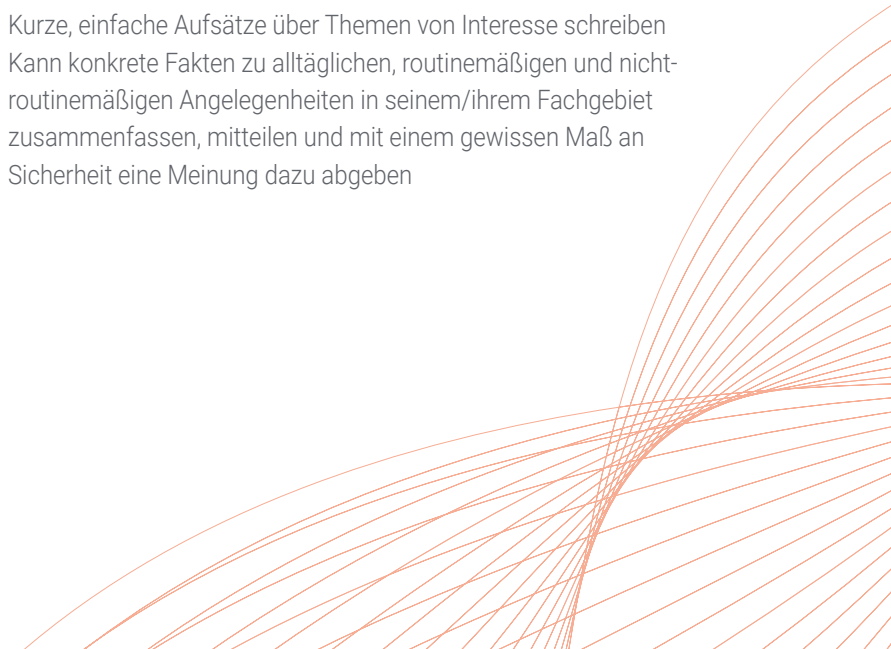 Kurze, einfache Aufsätze über Themen von Interesse schreiben
Kann konkrete Fakten zu alltäglichen, routinemäßigen und nicht-
routinemäßigen Angelegenheiten in seinem/ihrem Fachgebiet
zusammenfassen, mitteilen und mit einem gewissen Maß an
Sicherheit eine Meinung dazu abgeben